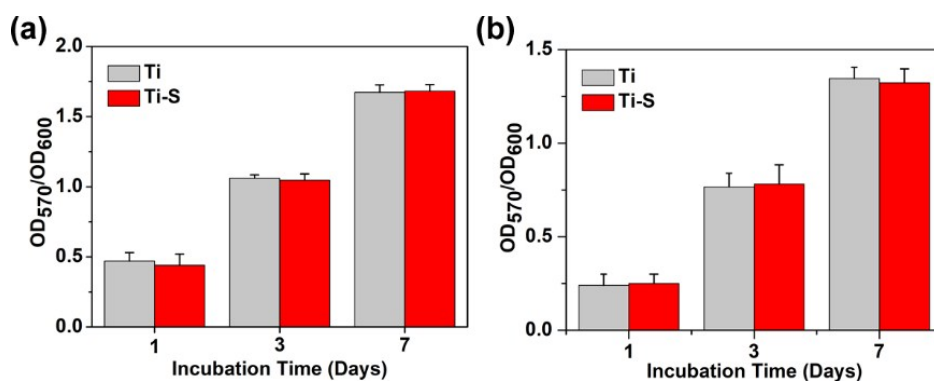 (a)
2.0
1.5
1.0
0.5
0.0
OD570/OD600
Ti
Ti-S
1 3 7
Incubation Time (Days)
(b)
1.5
1.0
0.5
0.0
OD570/OD600
Ti
Ti-S
1 3 7
Incubation Time (Days)